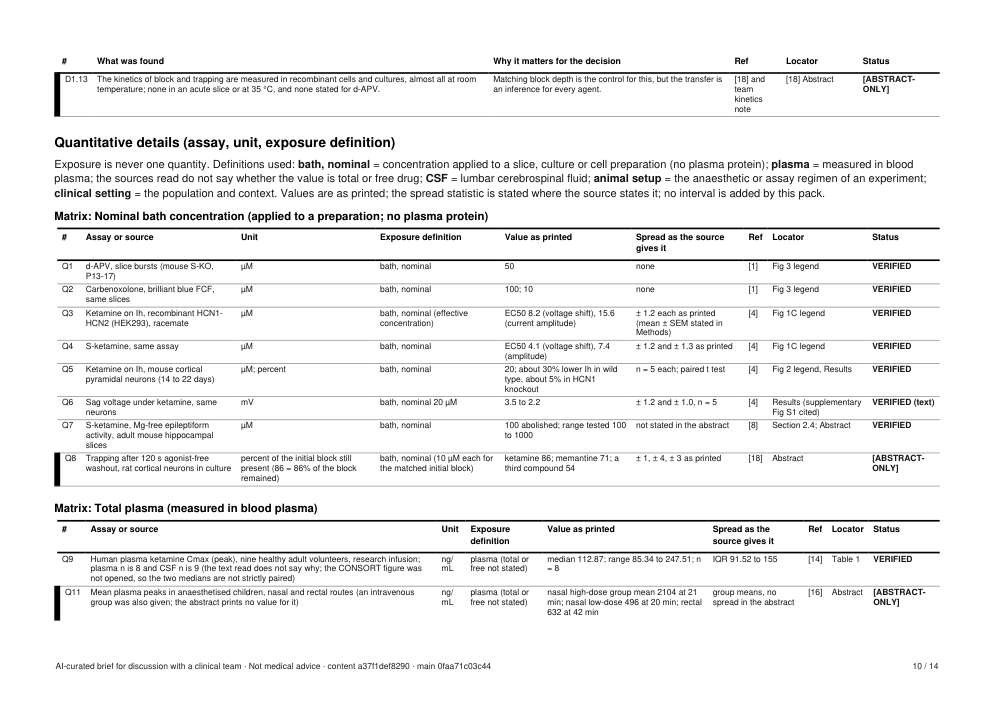 # What was found Why it matters for the decision Ref Locator Status
D1.13 The kinetics of block and trapping are measured in recombinant cells and cultures, almost all at room temperature; none in an acute slice or at 35 °C, and none stated for d-APV. Matching block depth is the control for this, but the transfer is an inference for every agent. [18] and team kinetics note [18] Abstract [ABSTRACT-ONLY]
Quantitative details (assay, unit, exposure definition)
Exposure is never one quantity. Definitions used: bath, nominal = concentration applied to a slice, culture or cell preparation (no plasma protein); plasma = measured in blood
plasma; the sources read do not say whether the value is total or free drug; CSF = lumbar cerebrospinal fluid; animal setup = the anaesthetic or assay regimen of an experiment;
clinical setting = the population and context. Values are as printed; the spread statistic is stated where the source states it; no interval is added by this pack.
Matrix: Nominal bath concentration (applied to a preparation; no plasma protein)
# Assay or source Unit Exposure definition Value as printed Spread as the source gives it Ref Locator Status
Q1 d-APV, slice bursts (mouse S-KO, P13-17) µM bath, nominal 50 none [1] Fig 3 legend VERIFIED
Q2 Carbenoxolone, brilliant blue FCF, same slices µM bath, nominal 100; 10 none [1] Fig 3 legend VERIFIED
Q3 Ketamine on Ih, recombinant HCN1-HCN2 (HEK293), racemate µM bath, nominal (effective concentration) EC50 8.2 (voltage shift), 15.6 (current amplitude) ± 1.2 each as printed (mean ± SEM stated in Methods) [4] Fig 1C legend VERIFIED
Q4 S-ketamine, same assay µM bath, nominal EC50 4.1 (voltage shift), 7.4 (amplitude) ± 1.2 and ± 1.3 as printed [4] Fig 1C legend VERIFIED
Q5 Ketamine on Ih, mouse cortical pyramidal neurons (14 to 22 days) µM; percent bath, nominal 20; about 30% lower Ih in wild type, about 5% in HCN1 knockout n = 5 each; paired t test [4] Fig 2 legend, Results VERIFIED
Q6 Sag voltage under ketamine, same neurons mV bath, nominal 20 µM 3.5 to 2.2 ± 1.2 and ± 1.0, n = 5 [4] Results (supplementary Fig S1 cited) VERIFIED (text)
Q7 S-ketamine, Mg-free epileptiform activity, adult mouse hippocampal slices µM bath, nominal 100 abolished; range tested 100 to 1000 not stated in the abstract [8] Section 2.4; Abstract VERIFIED
Q8 Trapping after 120 s agonist-free washout, rat cortical neurons in culture percent of the initial block still present (86 = 86% of the block remained) bath, nominal (10 µM each for the matched initial block) ketamine 86; memantine 71; a third compound 54 ± 1, ± 4, ± 3 as printed [18] Abstract [ABSTRACT-ONLY]
Matrix: Total plasma (measured in blood plasma)
# Assay or source Unit Exposure definition Value as printed Spread as the source gives it Ref Locator Status
Q9 Human plasma ketamine Cmax (peak), nine healthy adult volunteers, research infusion; plasma n is 8 and CSF n is 9 (the text read does not say why; the CONSORT figure was not opened, so the two medians are not strictly paired) ng/mL plasma (total or free not stated) median 112.87; range 85.34 to 247.51; n = 8 IQR 91.52 to 155 [14] Table 1 VERIFIED
Q11 Mean plasma peaks in anaesthetised children, nasal and rectal routes (an intravenous group was also given; the abstract prints no value for it) ng/mL plasma (total or free not stated) nasal high-dose group mean 2104 at 21 min; nasal low-dose 496 at 20 min; rectal 632 at 42 min group means, no spread in the abstract [16] Abstract [ABSTRACT-ONLY]
AI-curated brief for discussion with a clinical team · Not medical advice · content a37f1def8290 · main 0faa71c03c44 10 / 14